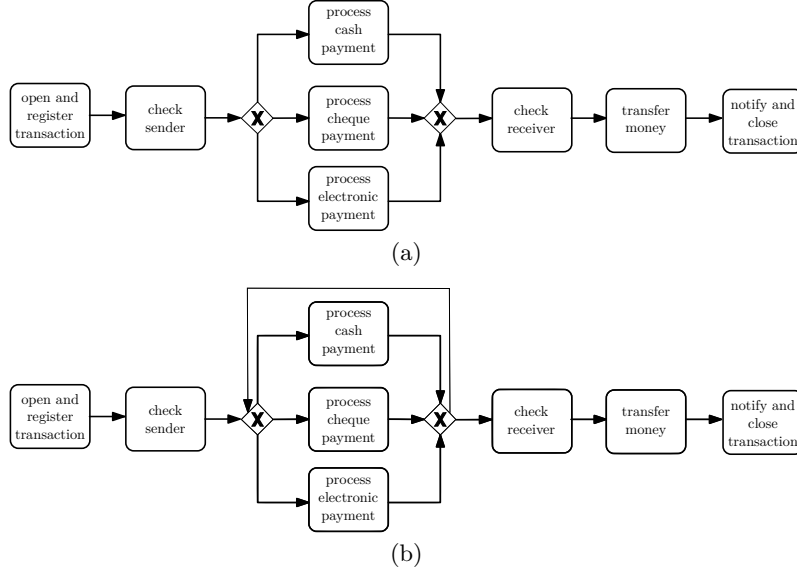 process
cash
payment
open and
register
transaction
check
sender
X
process
cheque
payment
X
check
receiver
transfer
money
notify and
close
transaction
process
electronic
payment
(a)
process
cash
payment
open and
register
transaction
check
sender
X
process
cheque
payment
X
check
receiver
transfer
money
notify and
close
transaction
process
electronic
payment
(b)